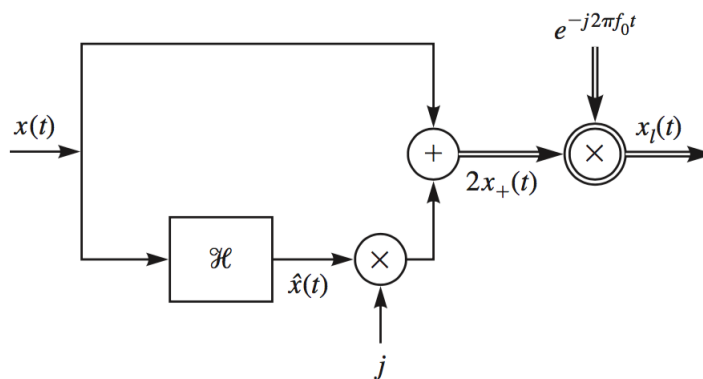 e^{−j2πf_0t}
x(t)
x_l(t)
+
×
2x_+(t)
ℋ
×
x̂(t)
j